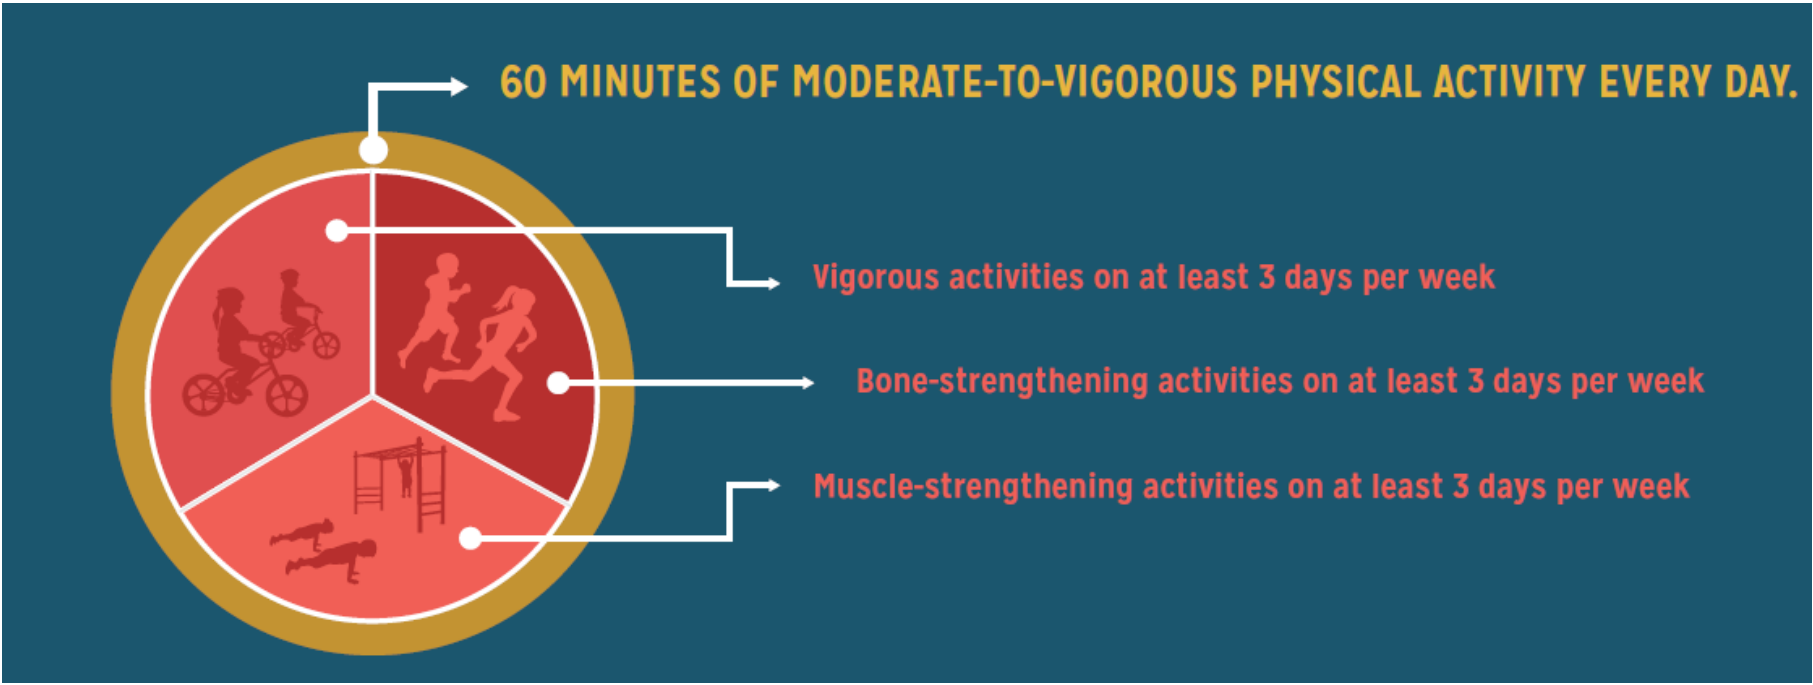 60 MINUTES OF MODERATE-TO-VIGOROUS PHYSICAL ACTIVITY EVERY DAY.
Vigorous activities on at least 3 days per week
Bone-strengthening activities on at least 3 days per week
Muscle-strengthening activities on at least 3 days per week